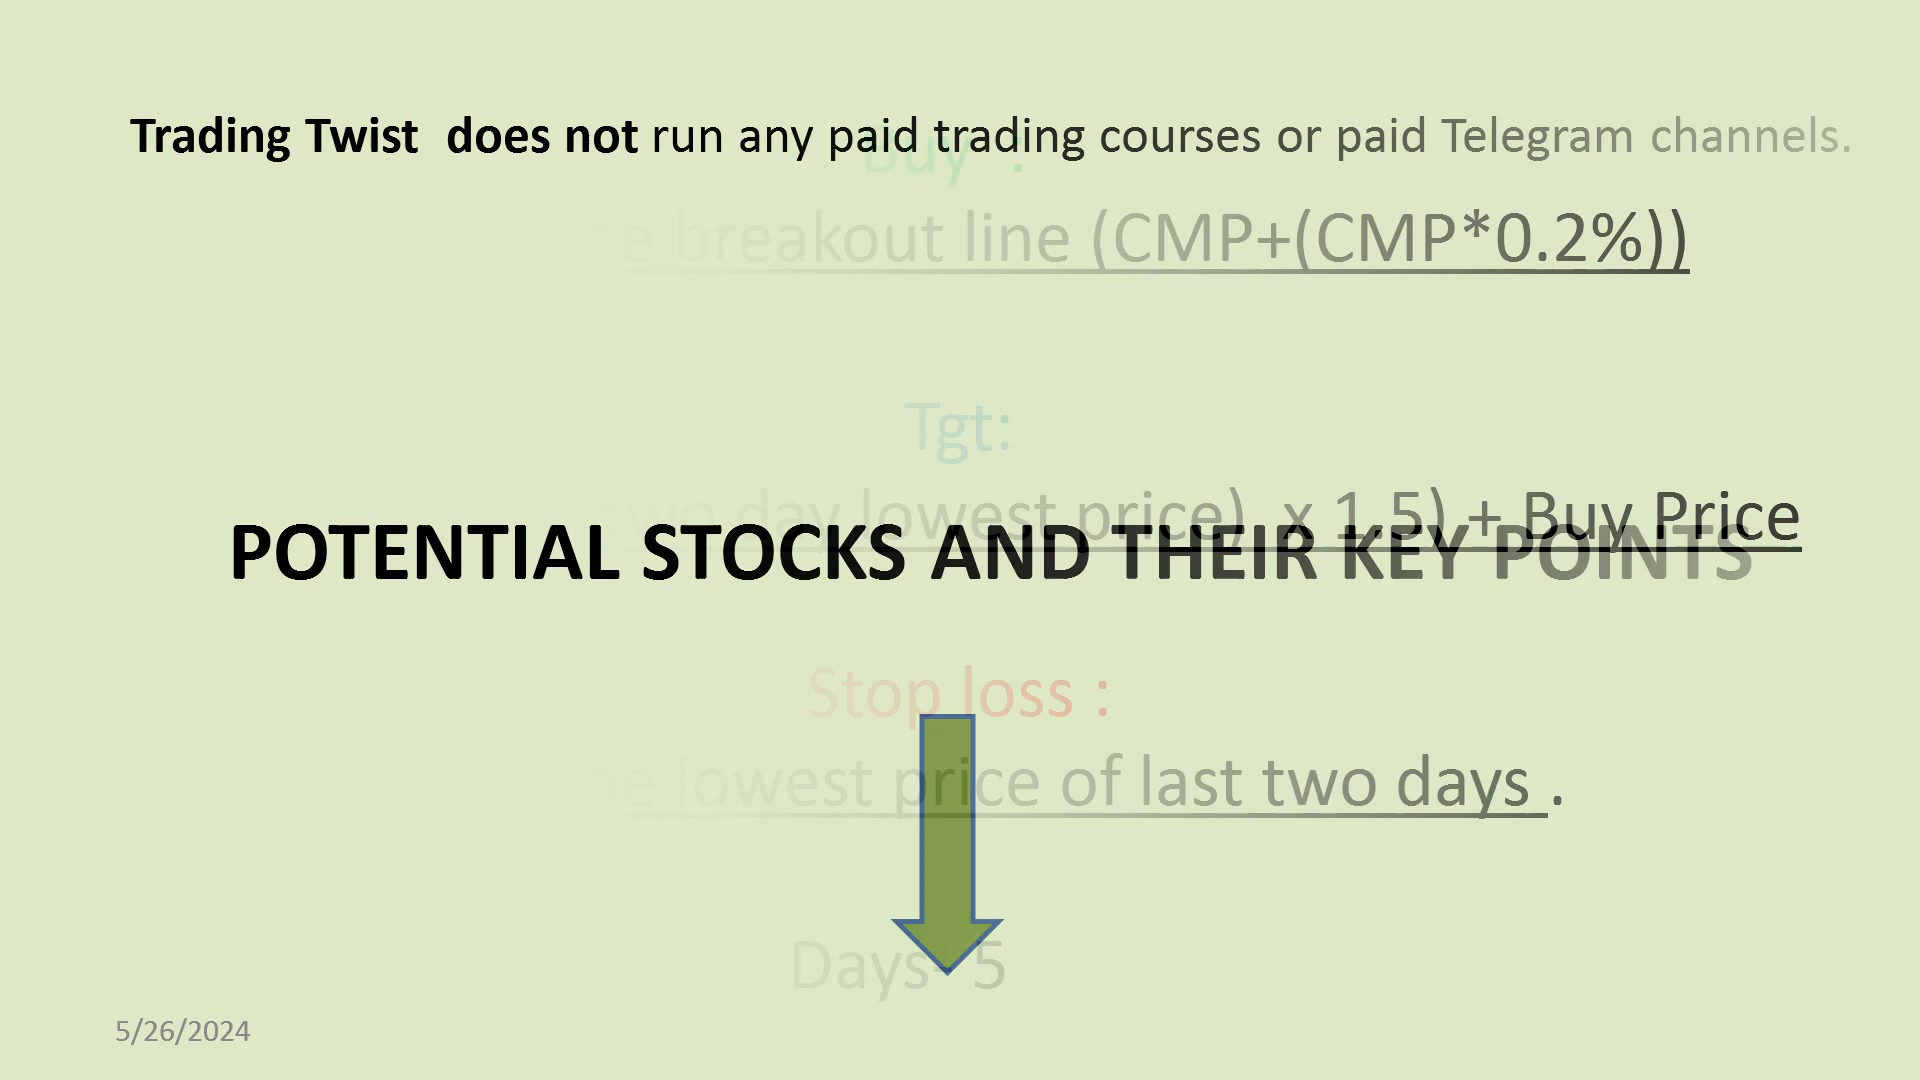 Trading Twist does not run any paid trading courses or paid Telegram channels.
Buy :
breakout line (CMP+(CMP*0.2%))
Tgt:
two day lowest price) x 1.5) + Buy Price
POTENTIAL STOCKS AND THEIR KEY POINTS
Stop loss :
lowest price of last two days .
Days- 5
5/26/2024